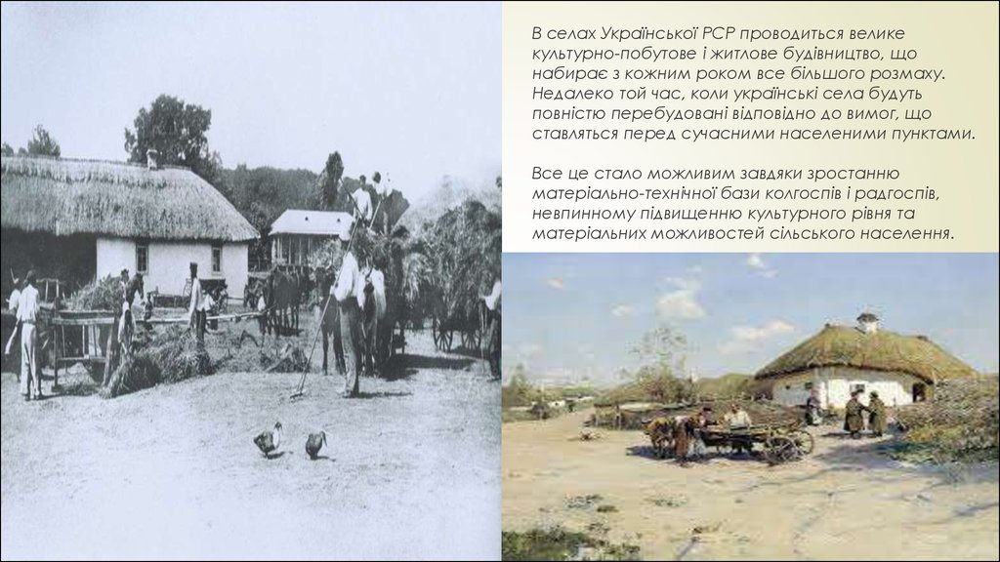 В селах Української РСР проводиться велике
культурно-побутове і житлове будівництво, що
набирає з кожним роком все більшого розмаху.
Недалеко той час, коли українські села будуть
повністю перебудовані відповідно до вимог, що
ставляться перед сучасними населеними пунктами.
Все це стало можливим завдяки зростанню
матеріально-технічної бази колгоспів і радгоспів,
невпинному підвищенню культурного рівня та
матеріальних можливостей сільського населення.